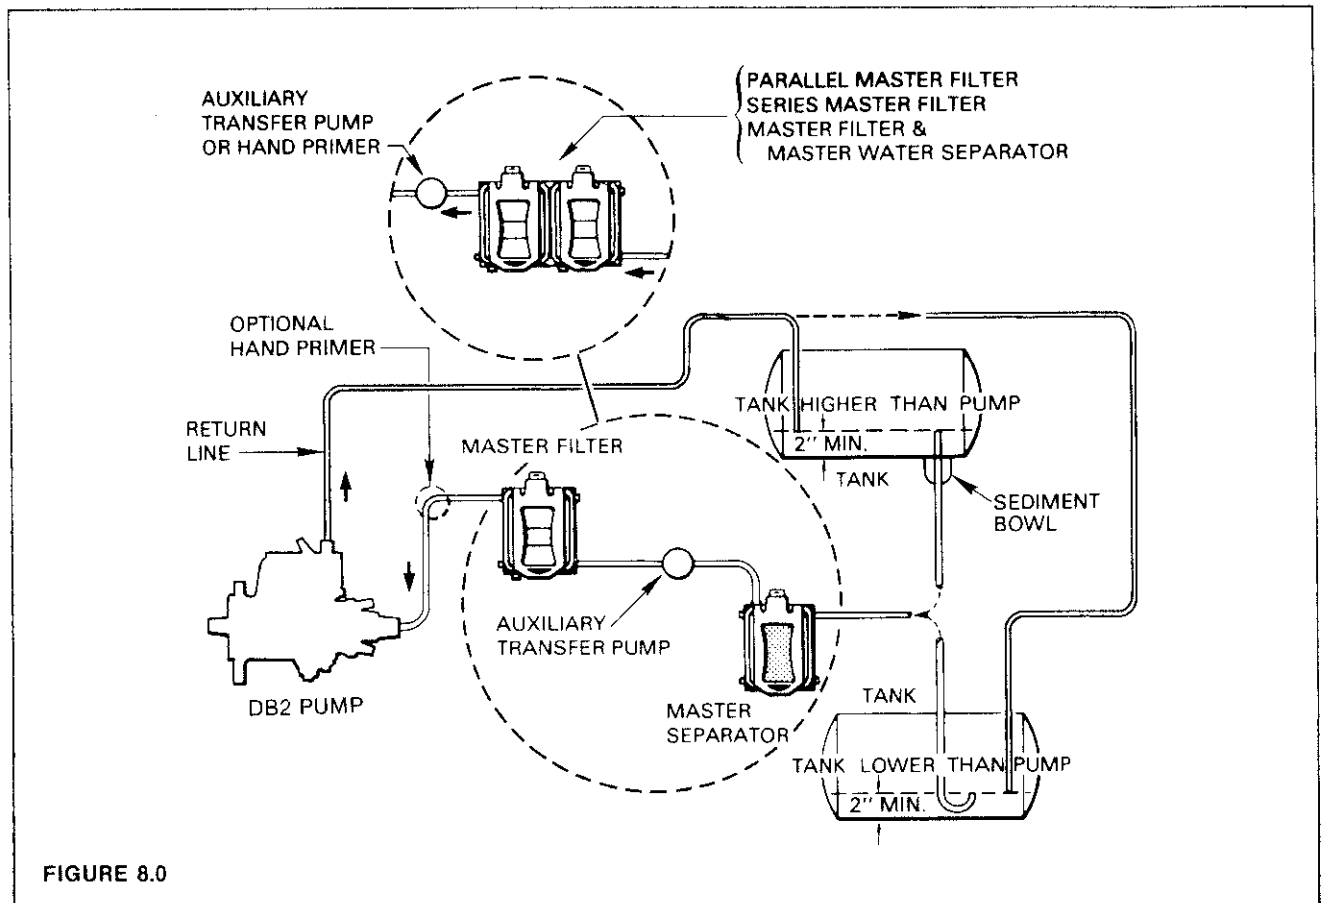 AUXILIARY
TRANSFER PUMP
OR HAND PRIMER
PARALLEL MASTER FILTER
SERIES MASTER FILTER
MASTER FILTER &
MASTER WATER SEPARATOR
OPTIONAL
HAND PRIMER
RETURN
LINE
MASTER FILTER
TANK HIGHER THAN PUMP
2" MIN.
TANK
SEDIMENT
BOWL
AUXILIARY
TRANSFER PUMP
DB2 PUMP
MASTER
SEPARATOR
TANK
TANK LOWER THAN PUMP
2" MIN.
FIGURE 8.0